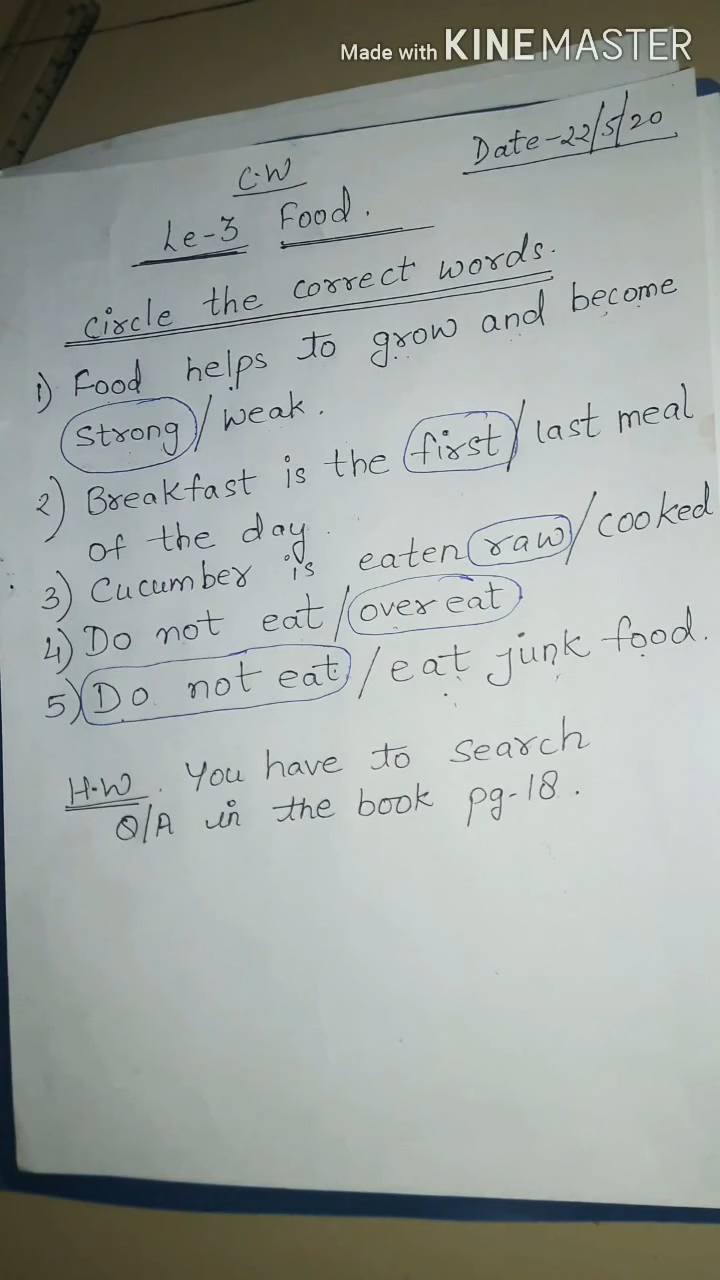 Made with KINEMASTER
Date-22/5/20
C.W
Le-3 Food.
Circle the correct words.
1) Food helps to grow and become
Strong/weak.
2) Breakfast is the first/last meal
of the day.
3) Cucumber is eaten raw/cooked
4) Do not eat/over eat
5) Do not eat/eat junk food.
H.W. You have to search
Q/A in the book pg-18.